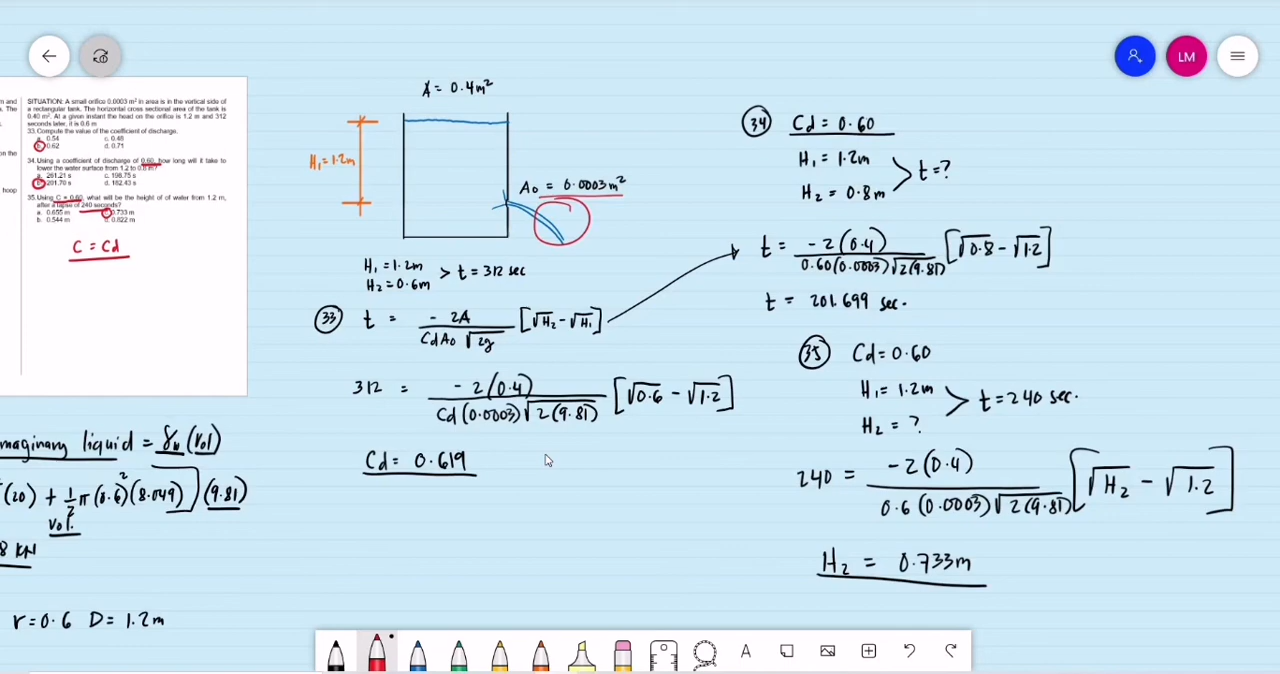 LM
m and
s. The
SITUATION: A small orifice 0.0003 m² in area is in the vertical side of
a rectangular tank. The horizontal cross sectional area of the tank is
0.40 m². At a given instant the head on the orifice is 1.2 m and 312
seconds later, it is 0.6 m
33. Compute the value of the coefficient of discharge.
a. 0.54 c. 0.48
b. 0.62 d. 0.71
on the
34. Using a coefficient of discharge of 0.60, how long will it take to
lower the water surface from 1.2 to 0.8 m?
a. 261.21 s c. 198.75 s
b. 201.70 s d. 182.43 s
hoop
35. Using C = 0.60, what will be the height of of water from 1.2 m,
after a lapse of 240 seconds?
a. 0.655 m c. 0.733 m
b. 0.544 m d. 0.822 m
C = Cd
A = 0.4m²
H₁ = 1.2m
A₀ = 0.0003m²
H₁ = 1.2m
H₂ = 0.6m > t = 312 sec
33 t = -2A / CdA₀ √2g [√H₂ - √H₁]
312 = -2(0.4) / Cd(0.0003)√2(9.81) [√0.6 - √1.2]
Cd = 0.619
34 Cd = 0.60
H₁ = 1.2m
H₂ = 0.8m > t = ?
t = -2(0.4) / 0.60(0.0003)√2(9.81) [√0.8 - √1.2]
t = 201.699 sec.
35 Cd = 0.60
H₁ = 1.2m
H₂ = ? > t = 240 sec.
240 = -2(0.4) / 0.6(0.0003)√2(9.81) [√H₂ - √1.2]
H₂ = 0.733m
maginary liquid = γw(vol)
(20) + ½π(0.6)²(8.049)](9.81)
vol.
8 KN
r = 0.6 D = 1.2m
A